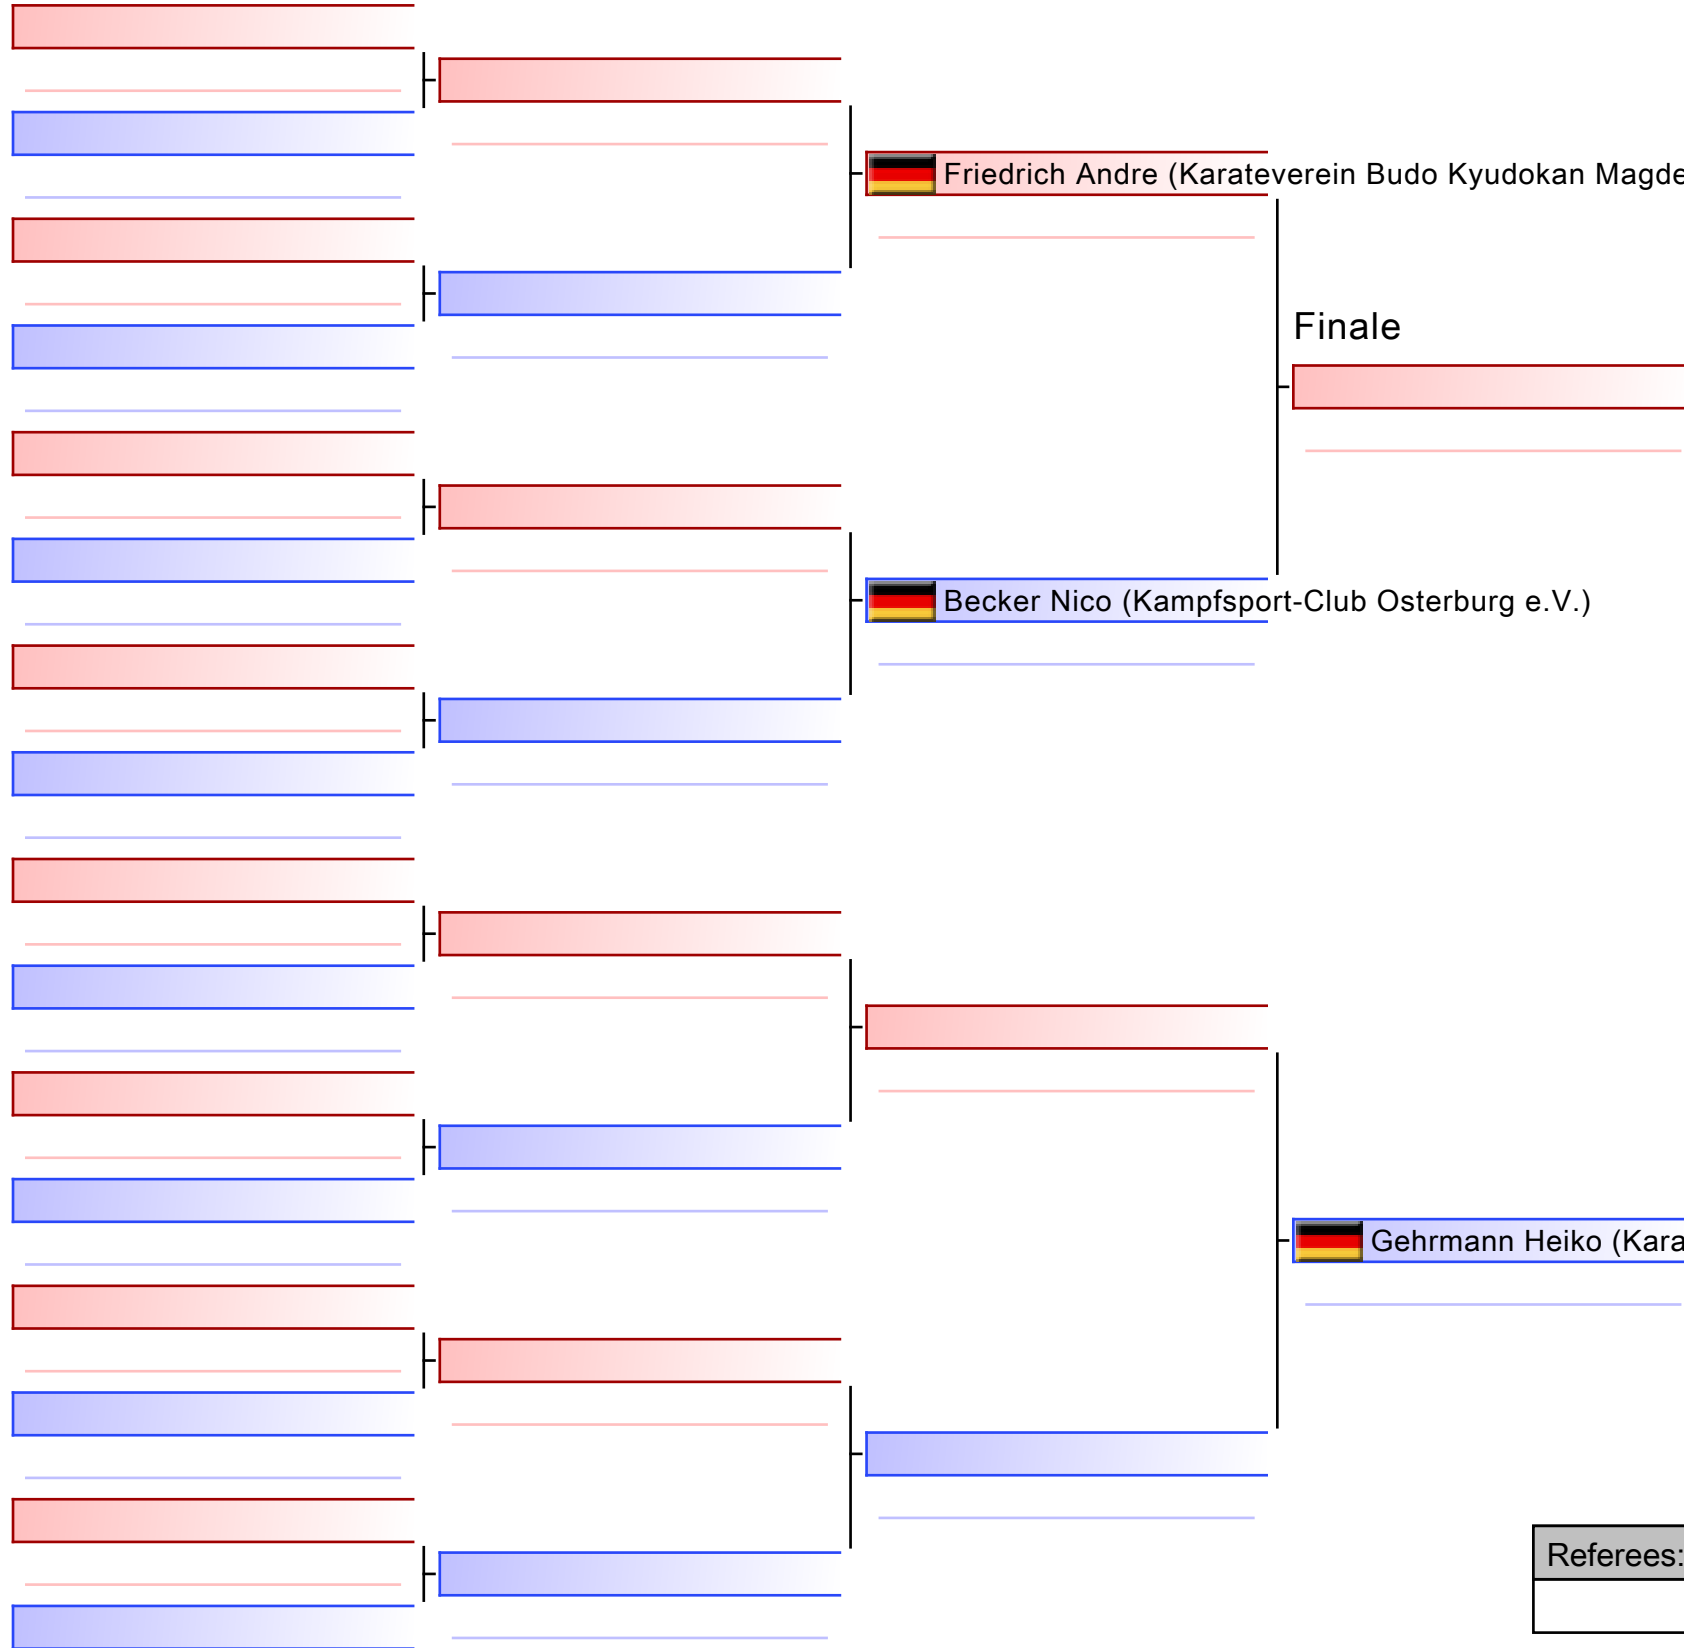 Friedrich Andre (Karateverein Budo Kyudokan Magde
Finale
Becker Nico (Kampfsport-Club Osterburg e.V.)
Gehrmann Heiko (Kara
Referees: